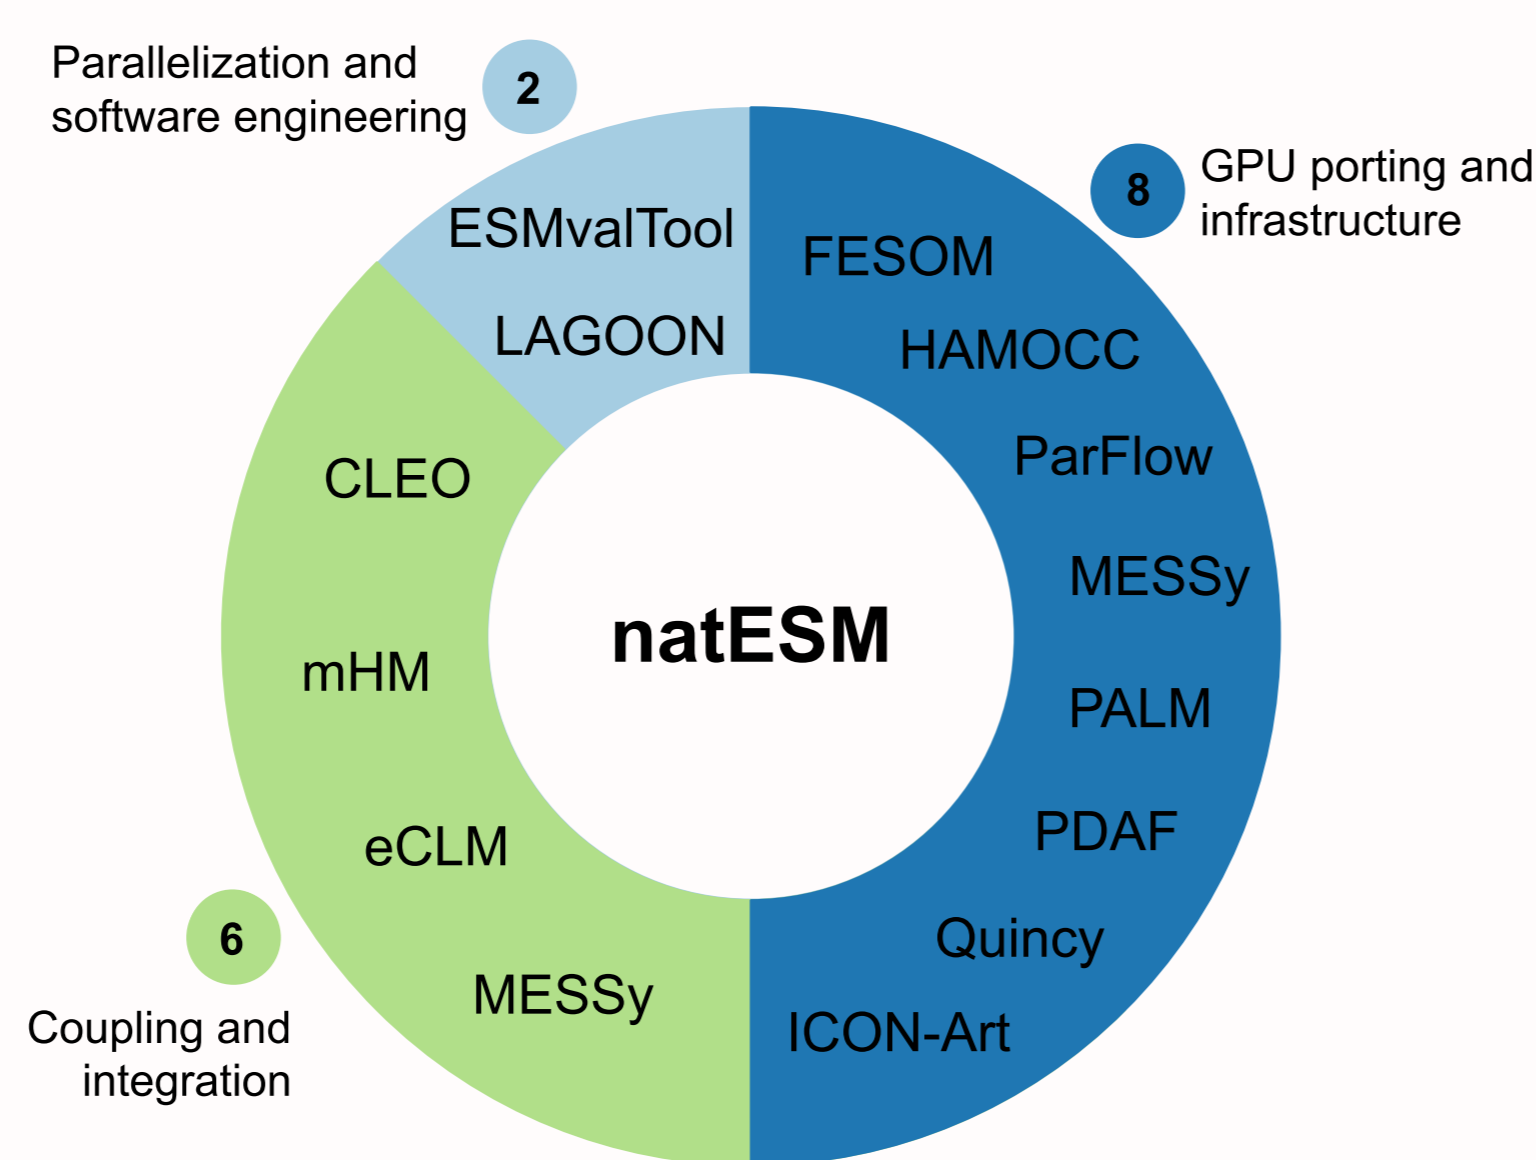 Parallelization and
software engineering
2
8
GPU porting and
infrastructure
ESMvalTool
LAGOON
FESOM
HAMOCC
ParFlow
MESSy
PALM
PDAF
Quincy
ICON-Art
CLEO
mHM
eCLM
MESSy
natESM
6
Coupling and
integration